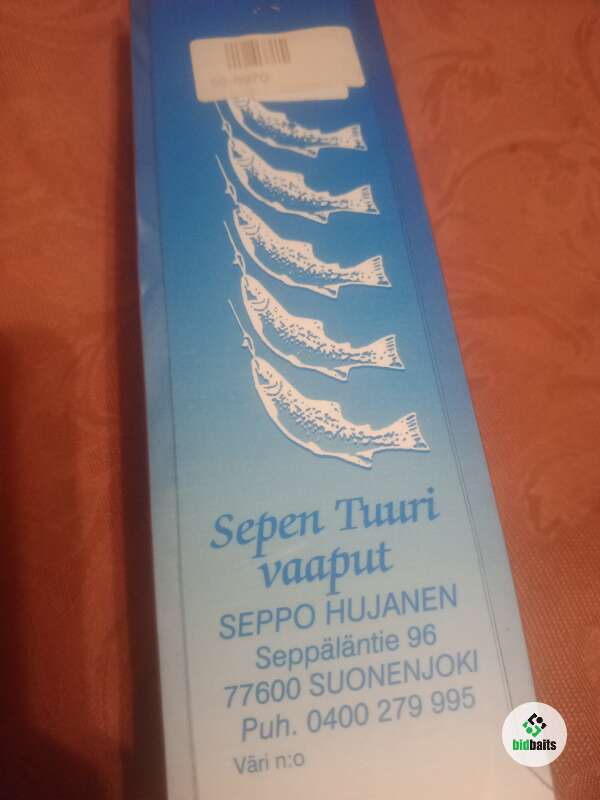 Sepen Tuuri
vaaput
SEPPO HUJANEN
Seppäläntie 96
77600 SUONENJOKI
Puh. 0400 279 995
Väri n:o
bidbaits